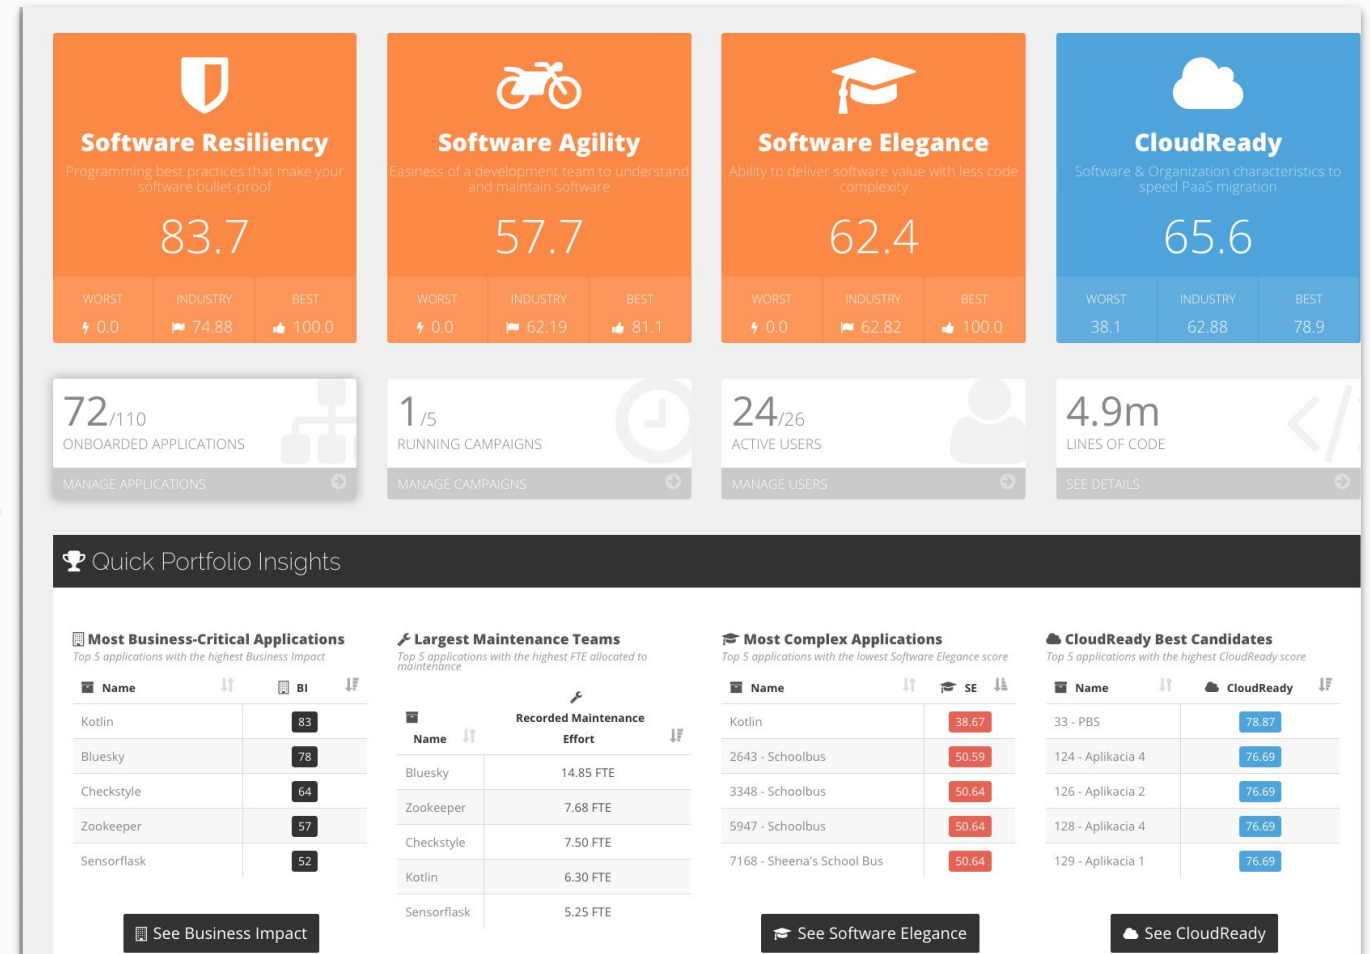 Software Resiliency
Programming best practices that make your
software bullet-proof
83.7
WORST INDUSTRY BEST
0.0 74.88 100.0
Software Agility
Easiness of a development team to understand
and maintain software
57.7
WORST INDUSTRY BEST
0.0 62.19 81.1
Software Elegance
Ability to deliver software value with less code
complexity
62.4
WORST INDUSTRY BEST
0.0 62.82 100.0
CloudReady
Software & Organization characteristics to
speed PaaS migration
65.6
WORST INDUSTRY BEST
38.1 62.88 78.9
72/110
ONBOARDED APPLICATIONS
MANAGE APPLICATIONS
1/5
RUNNING CAMPAIGNS
MANAGE CAMPAIGNS
24/26
ACTIVE USERS
MANAGE USERS
4.9m
LINES OF CODE
SEE DETAILS
Quick Portfolio Insights
Most Business-Critical Applications
Top 5 applications with the highest Business Impact
Name BI
Kotlin 83
Bluesky 78
Checkstyle 64
Zookeeper 57
Sensorflask 52
See Business Impact
Largest Maintenance Teams
Top 5 applications with the highest FTE allocated to
maintenance
Name Recorded Maintenance
Effort
Bluesky 14.85 FTE
Zookeeper 7.68 FTE
Checkstyle 7.50 FTE
Kotlin 6.30 FTE
Sensorflask 5.25 FTE
Most Complex Applications
Top 5 applications with the lowest Software Elegance score
Name SE
Kotlin 38.67
2643 - Schoolbus 50.59
3348 - Schoolbus 50.64
5947 - Schoolbus 50.64
7168 - Sheena's School Bus 50.64
See Software Elegance
CloudReady Best Candidates
Top 5 applications with the highest CloudReady score
Name CloudReady
33 - PBS 78.87
124 - Aplikacia 4 76.69
126 - Aplikacia 2 76.69
128 - Aplikacia 4 76.69
129 - Aplikacia 1 76.69
See CloudReady